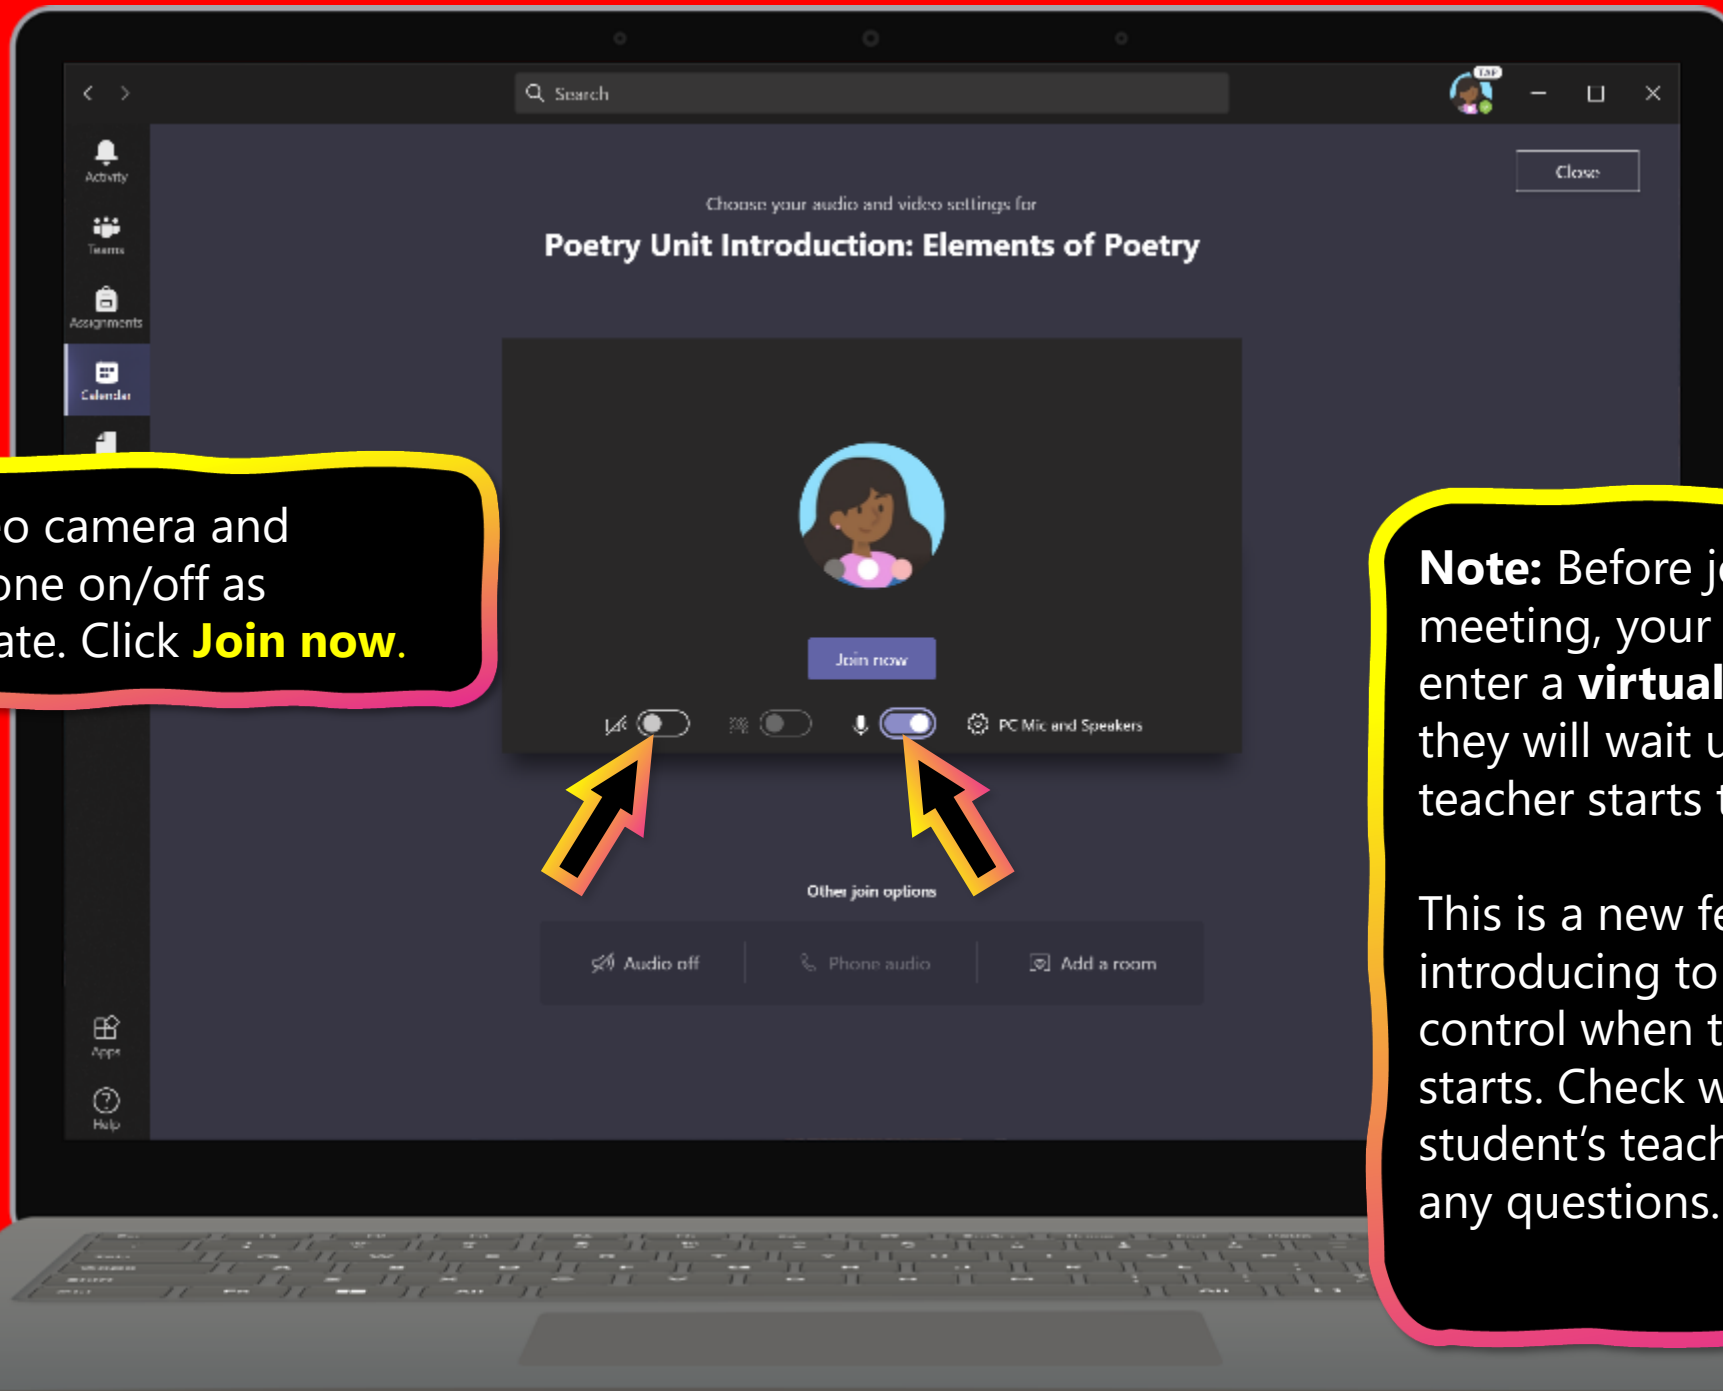 Search
Activity
Teams
Assignments
Calendar
Apps
Help
Close
Choose your audio and video settings for
Poetry Unit Introduction: Elements of Poetry
Join now
PC Mic and Speakers
Other join options
Audio off
Phone audio
Add a room
o camera and
one on/off as
ate. Click Join now.
Note: Before jo
meeting, your
enter a virtual
they will wait u
teacher starts t
This is a new fe
introducing to
control when t
starts. Check w
student’s teach
any questions.